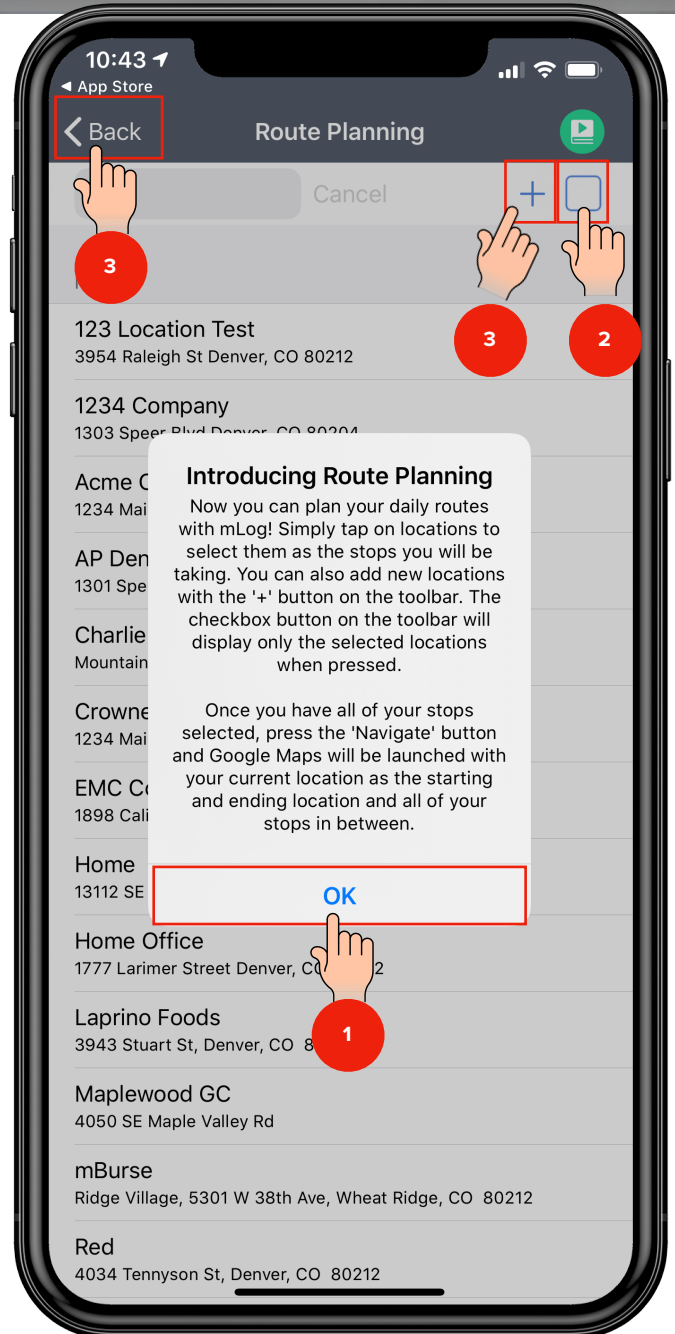 10:43
App Store
Back
Route Planning
Cancel
3
3
2
123 Location Test
3954 Raleigh St Denver, CO 80212
1234 Company
1303 Speer Blvd Denver, CO 80204
Acme C
1234 Mai
AP Den
1301 Spe
Charlie
Mountain
Crowne
1234 Mai
EMC Co
1898 Cali
Home
13112 SE
Introducing Route Planning
Now you can plan your daily routes
with mLog! Simply tap on locations to
select them as the stops you will be
taking. You can also add new locations
with the '+' button on the toolbar. The
checkbox button on the toolbar will
display only the selected locations
when pressed.
Once you have all of your stops
selected, press the 'Navigate' button
and Google Maps will be launched with
your current location as the starting
and ending location and all of your
stops in between.
OK
1
Home Office
1777 Larimer Street Denver, CO 2
Laprino Foods
3943 Stuart St, Denver, CO 8
Maplewood GC
4050 SE Maple Valley Rd
mBurse
Ridge Village, 5301 W 38th Ave, Wheat Ridge, CO 80212
Red
4034 Tennyson St, Denver, CO 80212